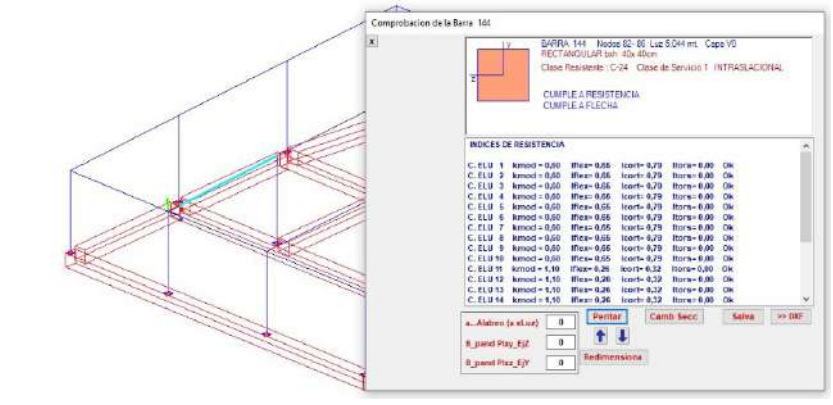 Comprobacion de la Barra 144
x
BARRA 144 Nodos 82- 86 Luz 5,044 mt. Capa V0
RECTANGULAR bxh 40x 40cm
Clase Resistente : C-24 Clase de Servicio 1 INTRASLACIONAL
y
z
CUMPLE A RESISTENCIA
CUMPLE A FLECHA
INDICES DE RESISTENCIA
C. ELU 1 kmod = 0,60 Iflex= 0,65 Icort= 0,79 Itors= 0,00 Ok
C. ELU 2 kmod = 0,60 Iflex= 0,65 Icort= 0,79 Itors= 0,00 Ok
C. ELU 3 kmod = 0,60 Iflex= 0,65 Icort= 0,79 Itors= 0,00 Ok
C. ELU 4 kmod = 0,60 Iflex= 0,65 Icort= 0,79 Itors= 0,00 Ok
C. ELU 5 kmod = 0,60 Iflex= 0,65 Icort= 0,79 Itors= 0,00 Ok
C. ELU 6 kmod = 0,60 Iflex= 0,65 Icort= 0,79 Itors= 0,00 Ok
C. ELU 7 kmod = 0,60 Iflex= 0,65 Icort= 0,79 Itors= 0,00 Ok
C. ELU 8 kmod = 0,60 Iflex= 0,65 Icort= 0,79 Itors= 0,00 Ok
C. ELU 9 kmod = 0,60 Iflex= 0,65 Icort= 0,79 Itors= 0,00 Ok
C. ELU 10 kmod = 0,60 Iflex= 0,65 Icort= 0,79 Itors= 0,00 Ok
C. ELU 11 kmod = 1,10 Iflex= 0,26 Icort= 0,32 Itors= 0,00 Ok
C. ELU 12 kmod = 1,10 Iflex= 0,26 Icort= 0,32 Itors= 0,00 Ok
C. ELU 13 kmod = 1,10 Iflex= 0,26 Icort= 0,32 Itors= 0,00 Ok
C. ELU 14 kmod = 1,10 Iflex= 0,26 Icort= 0,32 Itors= 0,00 Ok
a...Alabeo (a xLuz) 0
B_pand Play_EjZ 0
B_pand Plxz_EjY 0
Peritar
Camb Secc
Salva
>> DXF
Redimensiona